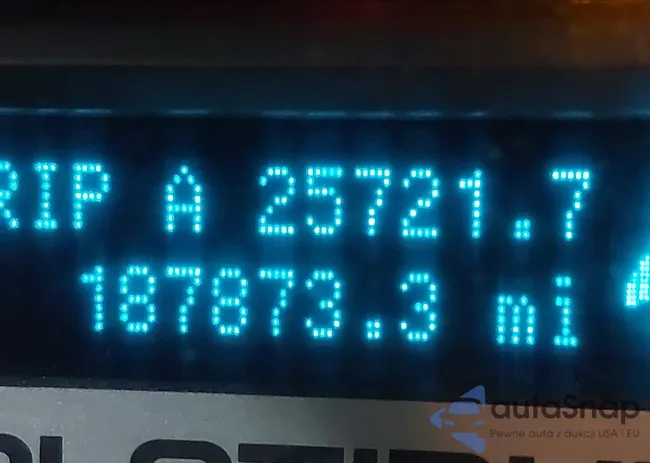 RIP A 25721.7
187873.3 mi
autaSnap
Pewne auta z aukcji USA - EU -